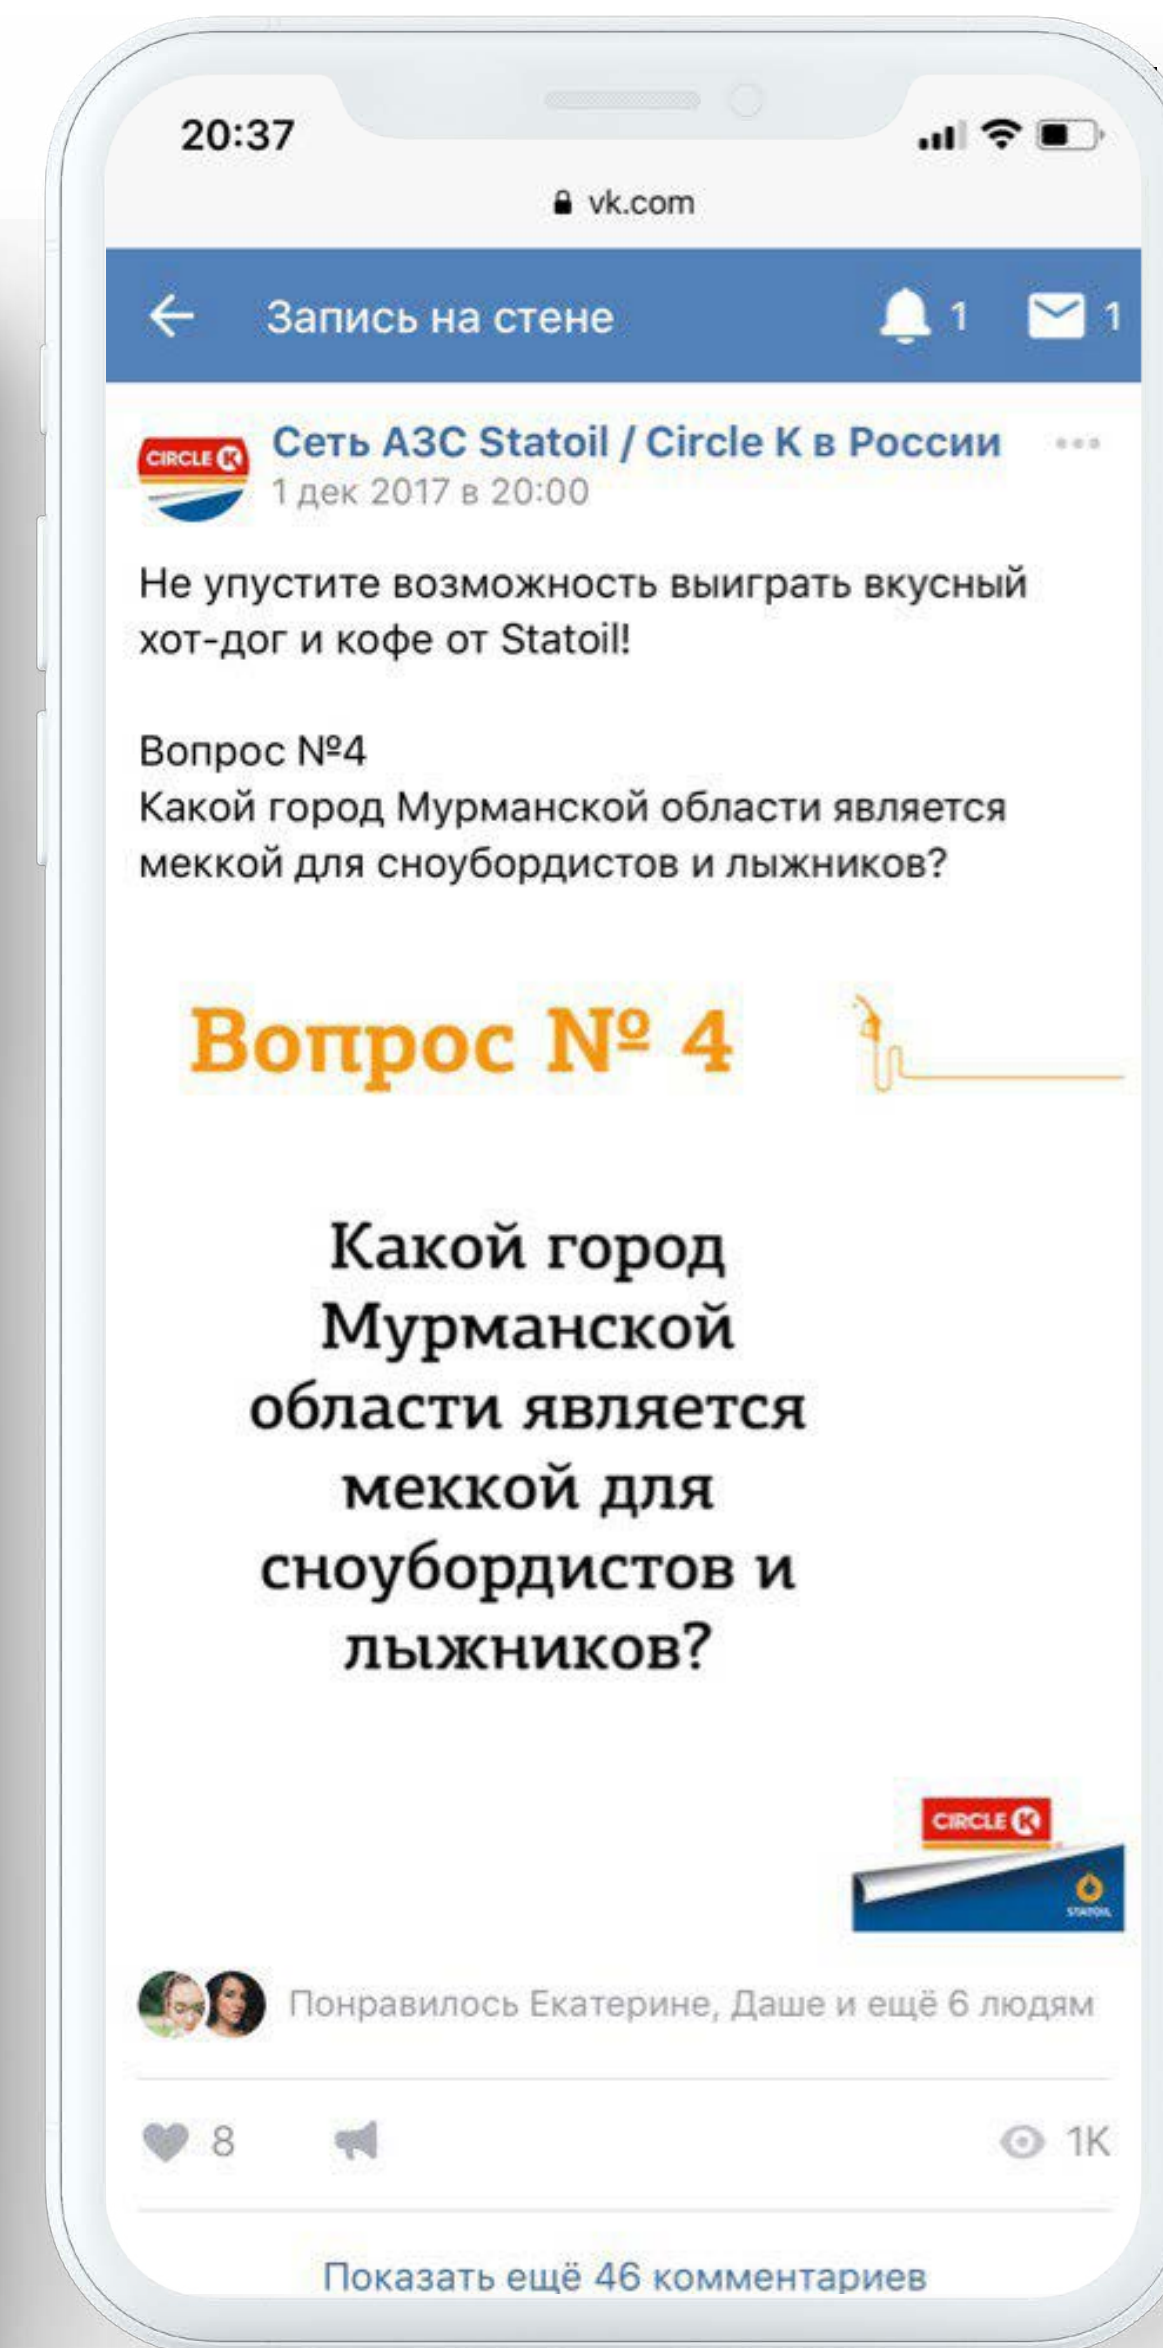 20:37
vk.com
Запись на стене
1
1
CIRCLE K
Сеть АЗС Statoil / Circle K в России
1 дек 2017 в 20:00
Не упустите возможность выиграть вкусный
хот-дог и кофе от Statoil!
Вопрос №4
Какой город Мурманской области является
меккой для сноубордистов и лыжников?
Вопрос № 4
Какой город
Мурманской
области является
меккой для
сноубордистов и
лыжников?
CIRCLE K
STATOIL
Понравилось Екатерине, Даше и ещё 6 людям
8
1K
Показать ещё 46 комментариев